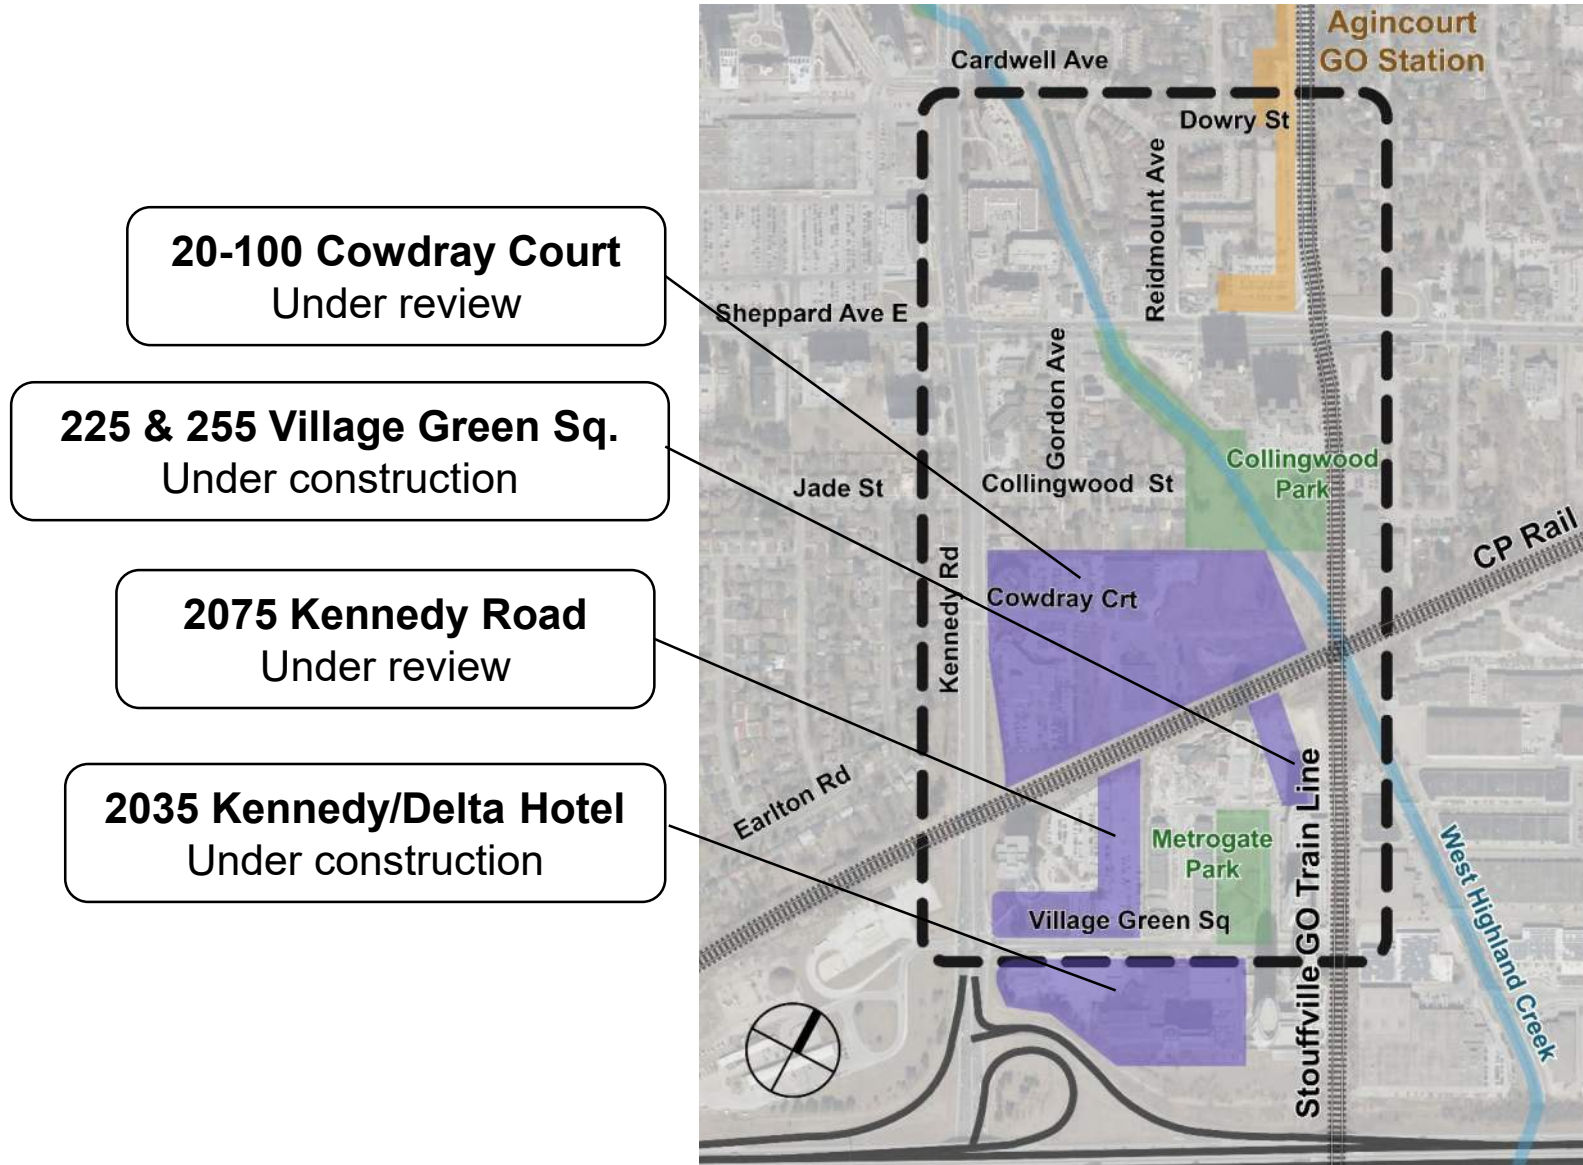 20-100 Cowdray Court
Under review
225 & 255 Village Green Sq.
Under construction
2075 Kennedy Road
Under review
2035 Kennedy/Delta Hotel
Under construction
Agincourt
GO Station
Cardwell Ave
Dowry St
Reidmount Ave
Sheppard Ave E
Gordon Ave
Collingwood
Park
Jade St
Collingwood St
CP Rail
Kennedy Rd
Cowdray Crt
Earlton Rd
Metrogate
Park
Stouffville GO Train Line
West Highland Creek
Village Green Sq